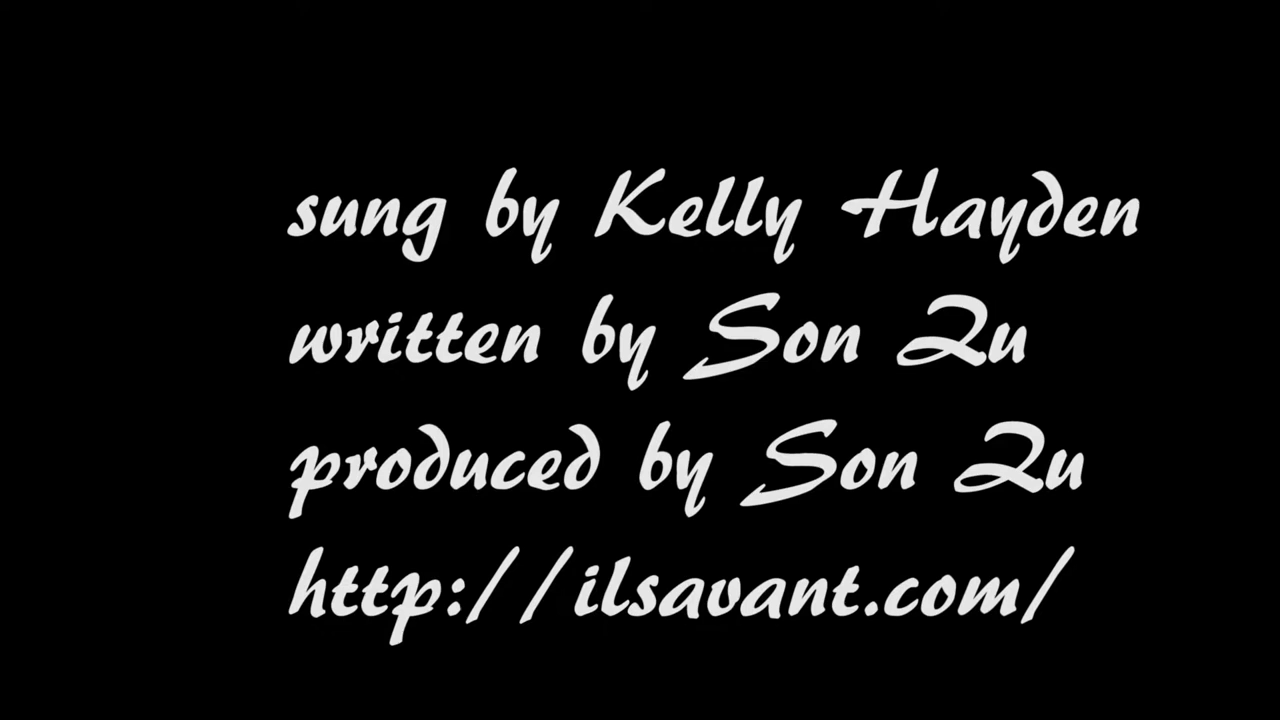 sung by Kelly Hayden
written by Son Qu
produced by Son Qu
http://ilsavant.com/